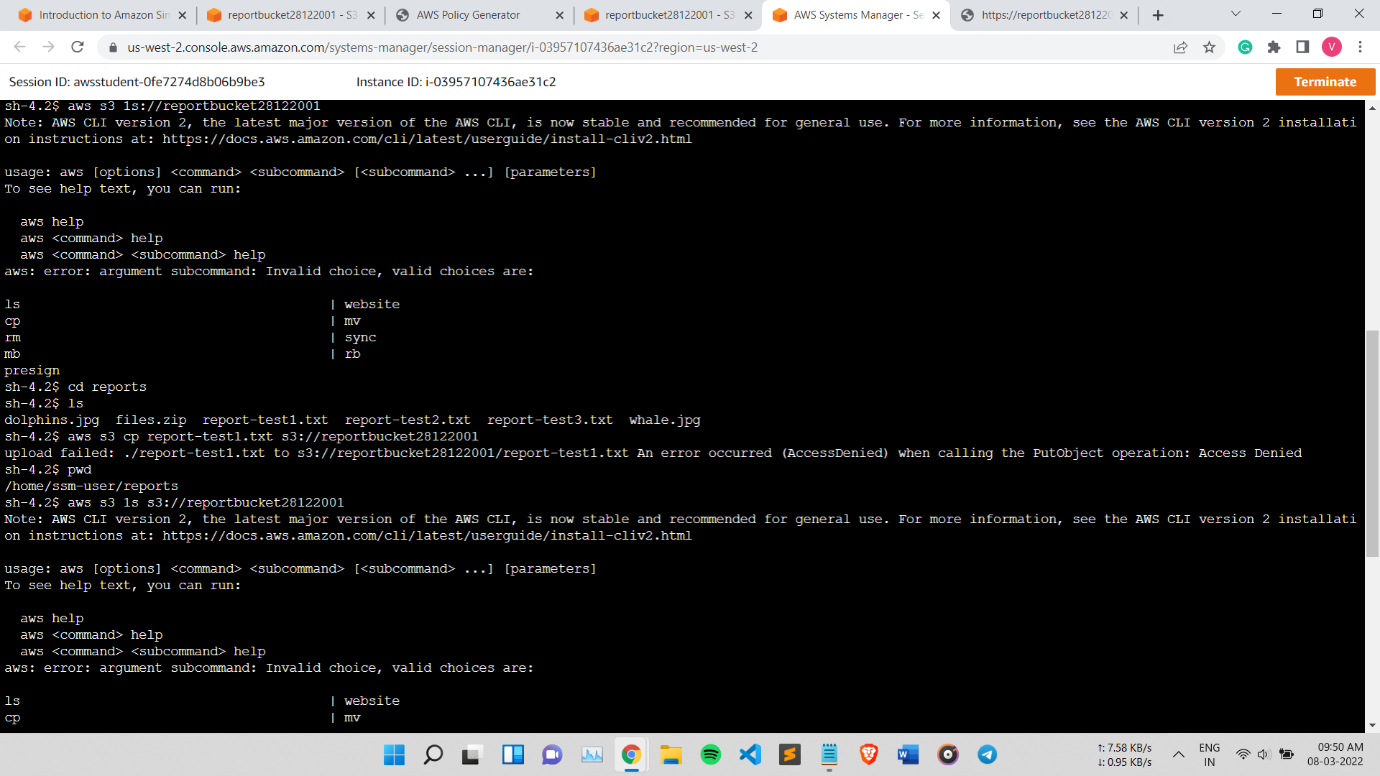 Introduction to Amazon Sim
reportbucket28122001 - S3
AWS Policy Generator
reportbucket28122001 - S3
AWS Systems Manager - Se
https://reportbucket281220
us-west-2.console.aws.amazon.com/systems-manager/session-manager/i-03957107436ae31c2?region=us-west-2
V
Session ID: awsstudent-0fe7274d8b06b9be3
Instance ID: i-03957107436ae31c2
Terminate
sh-4.2$ aws s3 1s://reportbucket28122001
Note: AWS CLI version 2, the latest major version of the AWS CLI, is now stable and recommended for general use. For more information, see the AWS CLI version 2 installati
on instructions at: https://docs.aws.amazon.com/cli/latest/userguide/install-cliv2.html
usage: aws [options] <command> <subcommand> [<subcommand> ...] [parameters]
To see help text, you can run:
aws help
aws <command> help
aws <command> <subcommand> help
aws: error: argument subcommand: Invalid choice, valid choices are:
ls | website
cp | mv
rm | sync
mb | rb
presign
sh-4.2$ cd reports
sh-4.2$ ls
dolphins.jpg files.zip report-test1.txt report-test2.txt report-test3.txt whale.jpg
sh-4.2$ aws s3 cp report-test1.txt s3://reportbucket28122001
upload failed: ./report-test1.txt to s3://reportbucket28122001/report-test1.txt An error occurred (AccessDenied) when calling the PutObject operation: Access Denied
sh-4.2$ pwd
/home/ssm-user/reports
sh-4.2$ aws s3 1s s3://reportbucket28122001
Note: AWS CLI version 2, the latest major version of the AWS CLI, is now stable and recommended for general use. For more information, see the AWS CLI version 2 installati
on instructions at: https://docs.aws.amazon.com/cli/latest/userguide/install-cliv2.html
usage: aws [options] <command> <subcommand> [<subcommand> ...] [parameters]
To see help text, you can run:
aws help
aws <command> help
aws <command> <subcommand> help
aws: error: argument subcommand: Invalid choice, valid choices are:
ls | website
cp | mv
↑: 7.58 KB/s
↓: 0.95 KB/s
ENG
IN
09:50 AM
08-03-2022